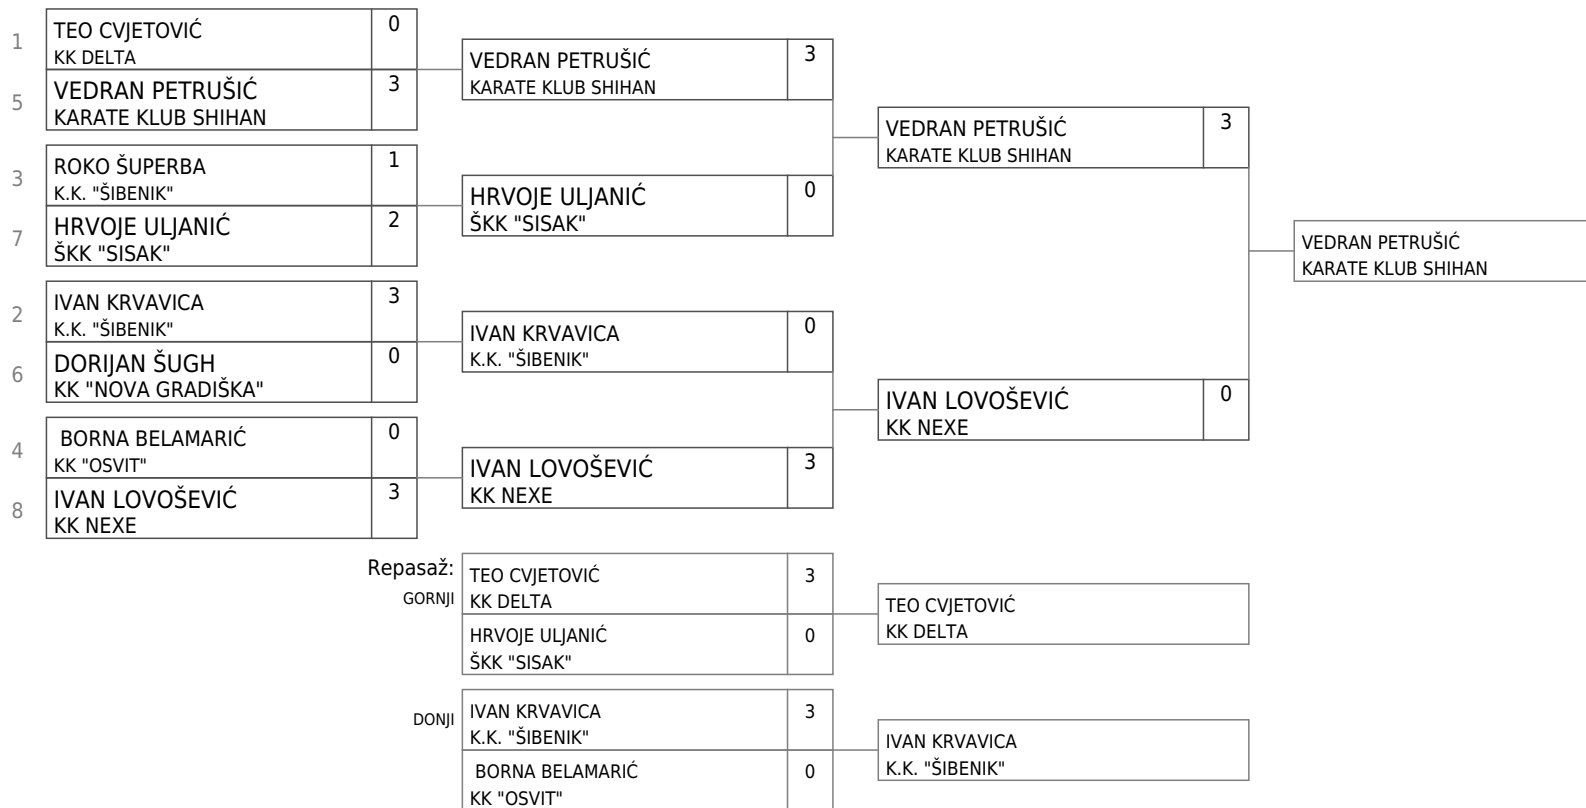 1
TEO CVJETOVIĆ 0
KK DELTA
5
VEDRAN PETRUŠIĆ 3
KARATE KLUB SHIHAN
3
ROKO ŠUPERBA 1
K.K. "ŠIBENIK"
7
HRVOJE ULJANIĆ 2
ŠKK "SISAK"
2
IVAN KRVAVICA 3
K.K. "ŠIBENIK"
6
DORIJAN ŠUGH 0
KK "NOVA GRADIŠKA"
4
BORNA BELAMARIĆ 0
KK "OSVIT"
8
IVAN LOVOŠEVIĆ 3
KK NEXE
VEDRAN PETRUŠIĆ 3
KARATE KLUB SHIHAN
HRVOJE ULJANIĆ 0
ŠKK "SISAK"
IVAN KRVAVICA 0
K.K. "ŠIBENIK"
IVAN LOVOŠEVIĆ 3
KK NEXE
VEDRAN PETRUŠIĆ 3
KARATE KLUB SHIHAN
IVAN LOVOŠEVIĆ 0
KK NEXE
VEDRAN PETRUŠIĆ
KARATE KLUB SHIHAN
Repasaž:
GORNJI
TEO CVJETOVIĆ 3
KK DELTA
HRVOJE ULJANIĆ 0
ŠKK "SISAK"
TEO CVJETOVIĆ
KK DELTA
DONJI
IVAN KRVAVICA 3
K.K. "ŠIBENIK"
BORNA BELAMARIĆ 0
KK "OSVIT"
IVAN KRVAVICA
K.K. "ŠIBENIK"